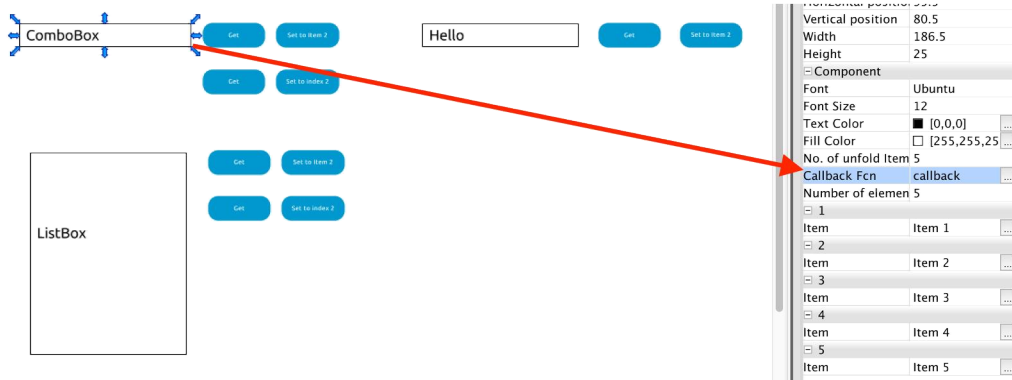 ComboBox
Get
Set to Item 2
Get
Set to index 2
Hello
Get
Set to Item 2
ListBox
Get
Set to Item 2
Get
Set to index 2
Vertical position 80.5
Width 186.5
Height 25
Component
Font Ubuntu
Font Size 12
Text Color [0,0,0] ...
Fill Color [255,255,25 ...
No. of unfold Item 5
Callback Fcn callback ...
Number of elemen 5
1
Item Item 1 ...
2
Item Item 2 ...
3
Item Item 3 ...
4
Item Item 4 ...
5
Item Item 5 ...